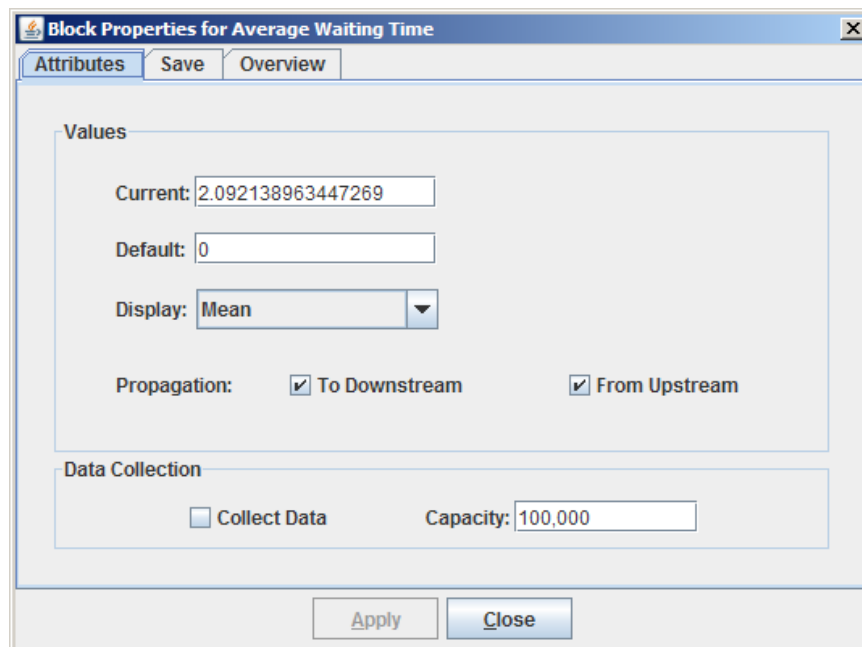 Block Properties for Average Waiting Time
Attributes Save Overview
Values
Current: 2.092138963447269
Default: 0
Display: Mean
Propagation: To Downstream From Upstream
Data Collection
Collect Data Capacity: 100,000
Apply Close